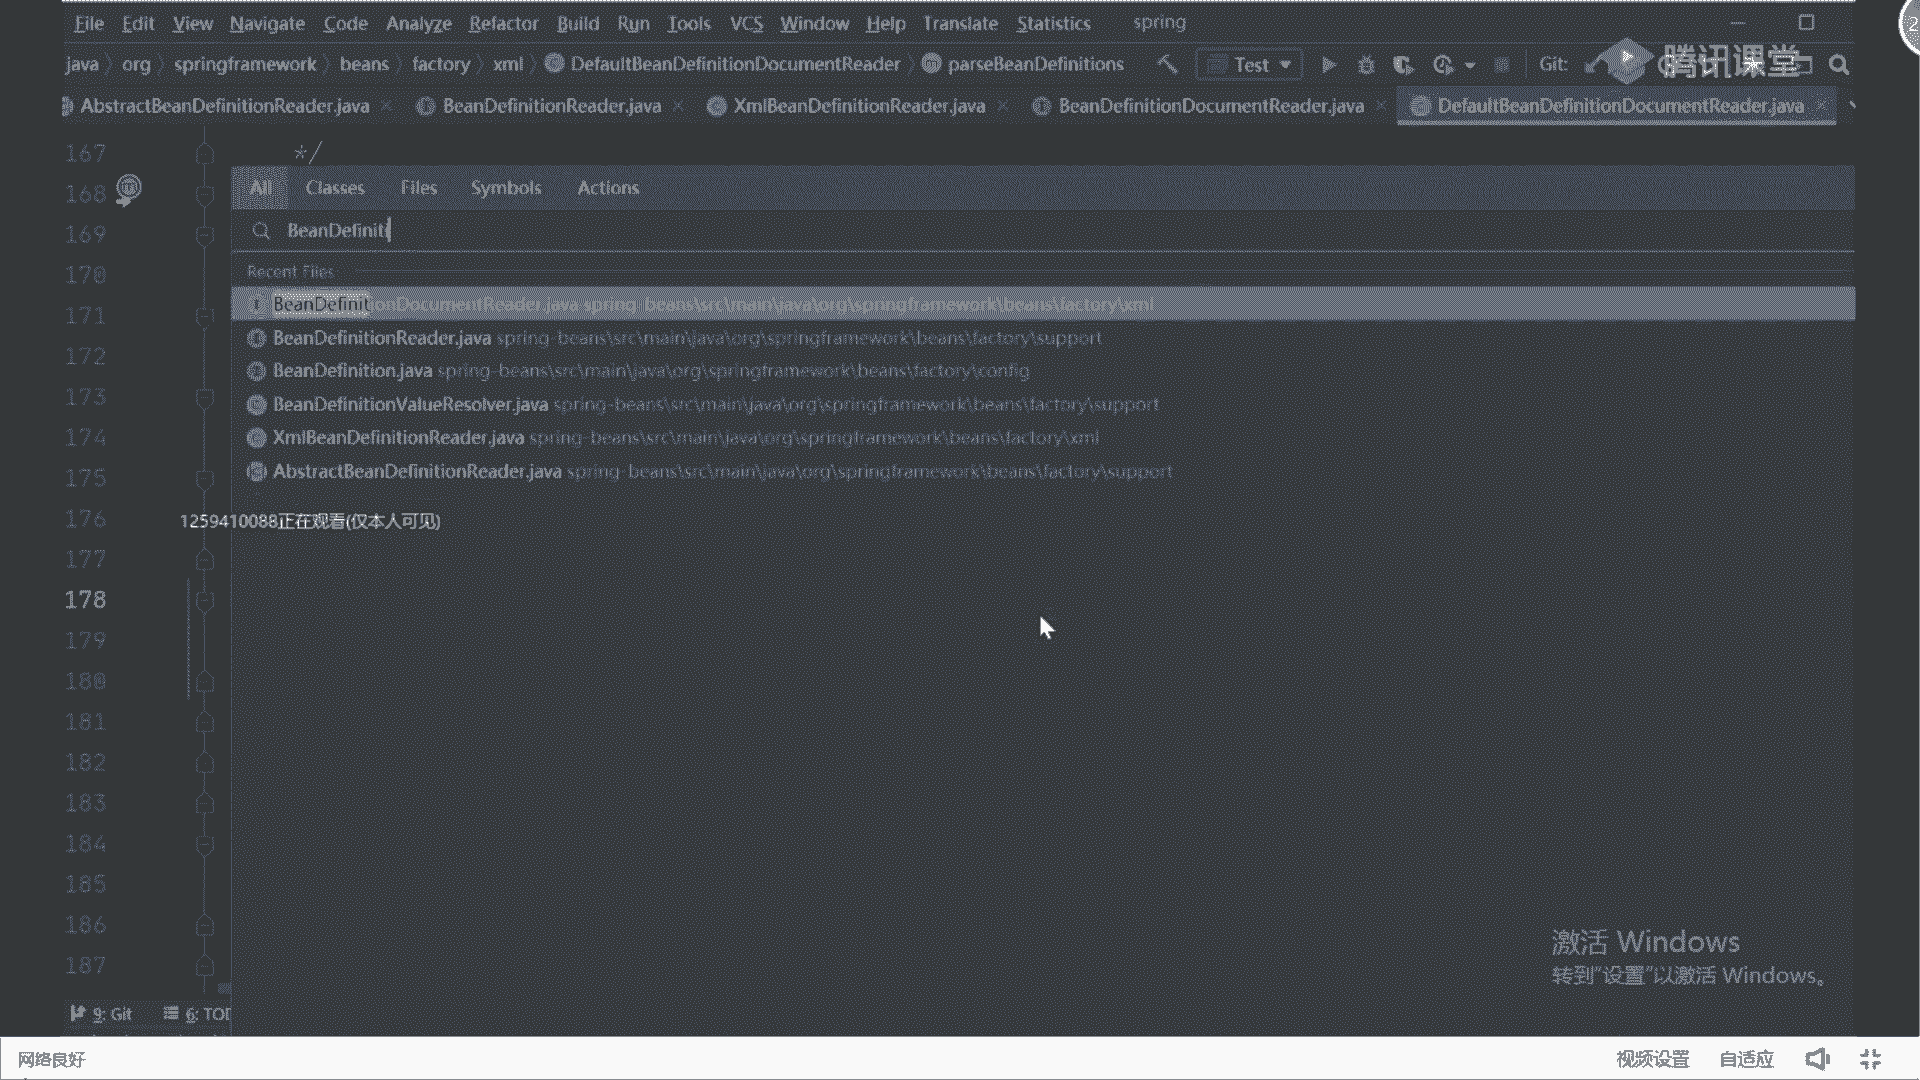 File Edit View Navigate Code Analyze Refactor Build Run Tools VCS Window Help Translate Statistics spring
java org springframework beans factory xml DefaultBeanDefinitionDocumentReader parseBeanDefinitions Test Git: 腾讯课堂
AbstractBeanDefinitionReader.java BeanDefinitionReader.java XmlBeanDefinitionReader.java BeanDefinitionDocumentReader.java DefaultBeanDefinitionDocumentReader.java
167 */
168 All Classes Files Symbols Actions
169 BeanDefiniti
170 Recent Files
BeanDefinitionDocumentReader.java spring-beans\src\main\java\org\springframework\beans\factory\xml
171
BeanDefinitionReader.java spring-beans\src\main\java\org\springframework\beans\factory\support
172
BeanDefinition.java spring-beans\src\main\java\org\springframework\beans\factory\config
173 BeanDefinitionValueResolver.java spring-beans\src\main\java\org\springframework\beans\factory\support
174 XmlBeanDefinitionReader.java spring-beans\src\main\java\org\springframework\beans\factory\xml
175 AbstractBeanDefinitionReader.java spring-beans\src\main\java\org\springframework\beans\factory\support
176 1259410088正在观看(仅本人可见)
177
178
179
180
181
182
183
184
185
186
187
激活 Windows
转到"设置"以激活 Windows。
9: Git 6: TOD
网络良好 视频设置 自适应